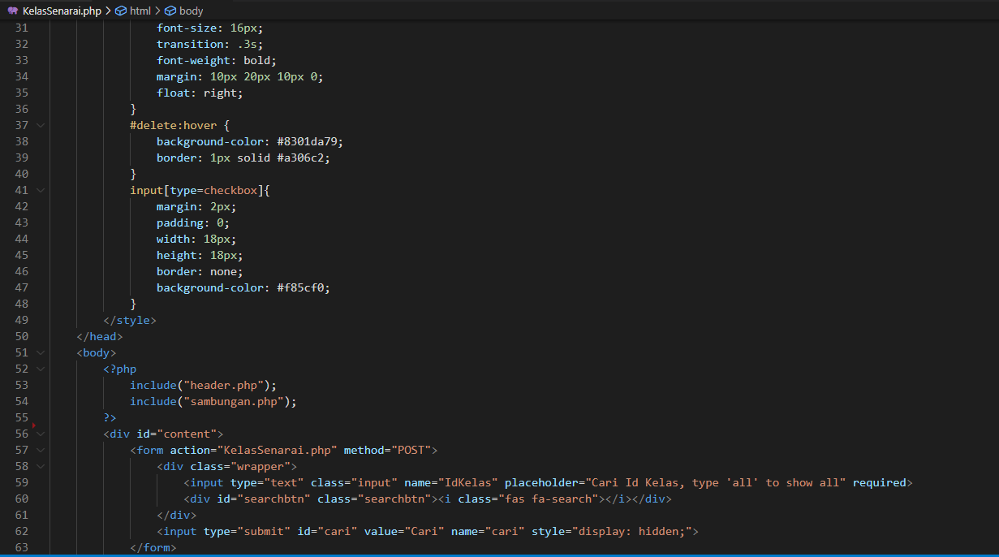 KelasSenarai.php > html > body
31 font-size: 16px;
32 transition: .3s;
33 font-weight: bold;
34 margin: 10px 20px 10px 0;
35 float: right;
36 }
37 #delete:hover {
38 background-color: #8301da79;
39 border: 1px solid #a306c2;
40 }
41 input[type=checkbox]{
42 margin: 2px;
43 padding: 0;
44 width: 18px;
45 height: 18px;
46 border: none;
47 background-color: #f85cf0;
48 }
49 </style>
50 </head>
51 <body>
52 <?php
53 include("header.php");
54 include("sambungan.php");
55 ?>
56 <div id="content">
57 <form action="KelasSenarai.php" method="POST">
58 <div class="wrapper">
59 <input type="text" class="input" name="IdKelas" placeholder="Cari Id Kelas, type 'all' to show all" required>
60 <div id="searchbtn" class="searchbtn"><i class="fas fa-search"></i></div>
61 </div>
62 <input type="submit" id="cari" value="Cari" name="cari" style="display: hidden;">
63 </form>